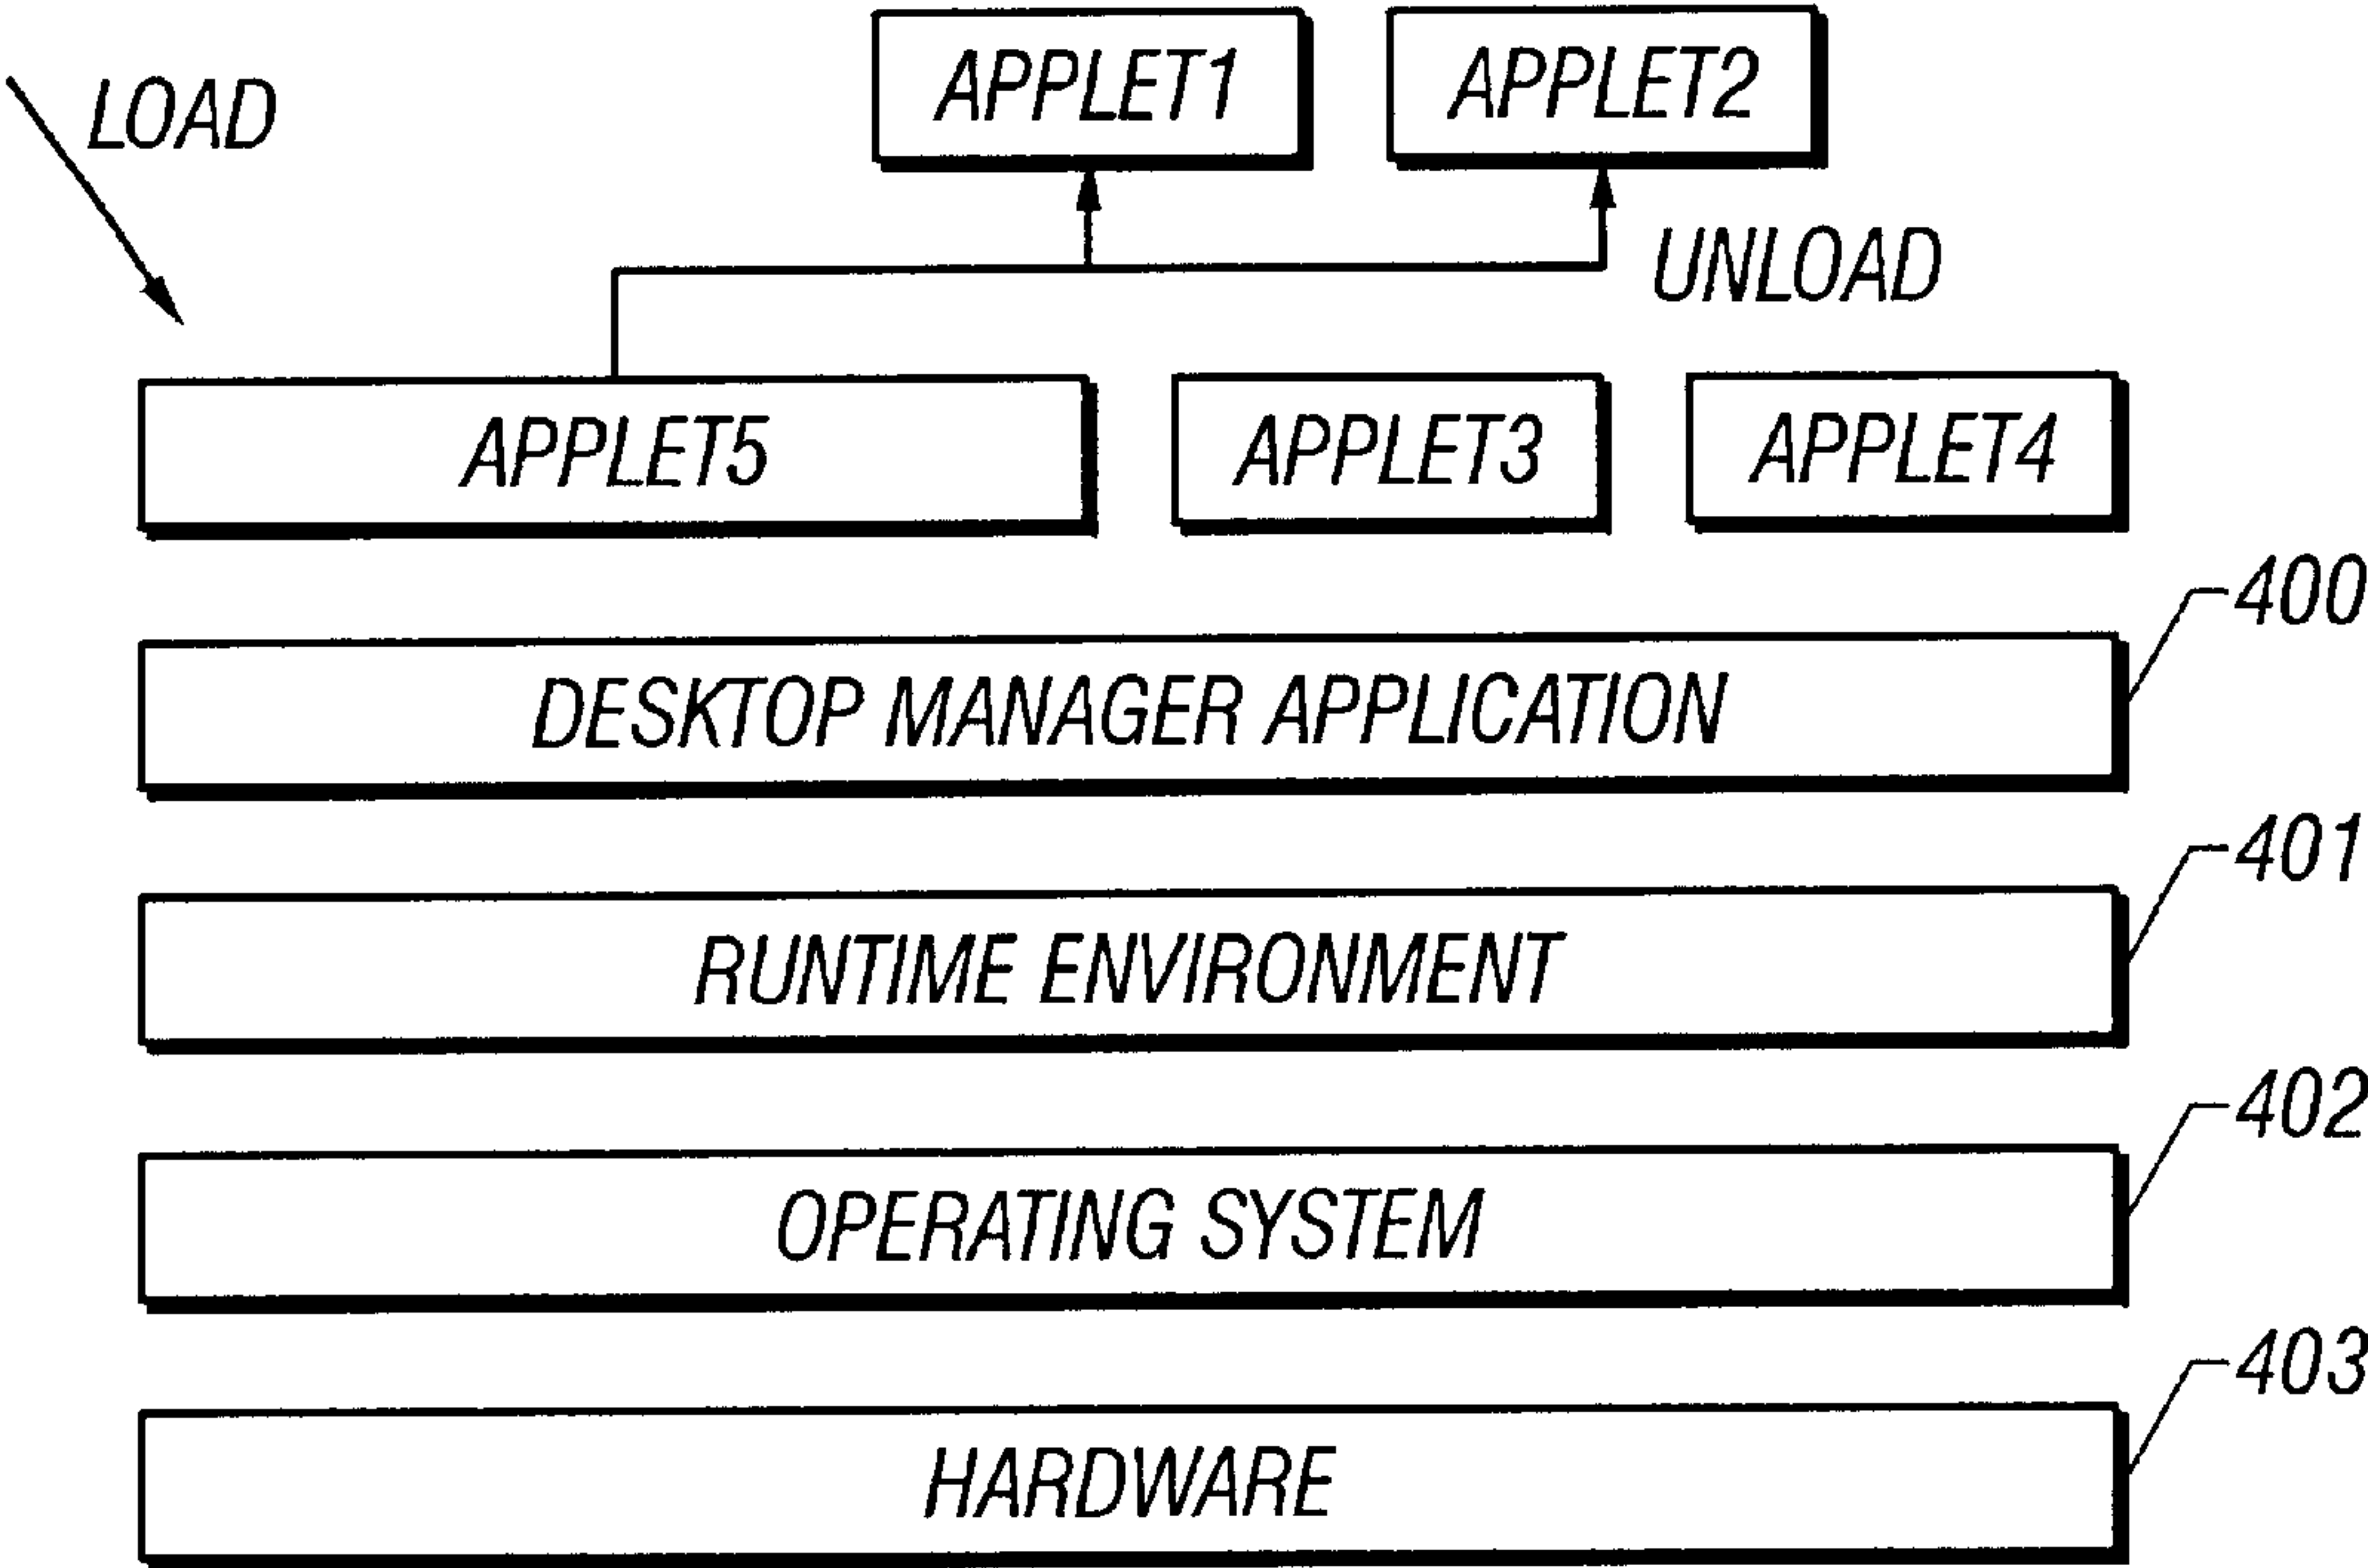 LOAD
APPLET1
APPLET2
UNLOAD
APPLET5
APPLET3
APPLET4
400
DESKTOP MANAGER APPLICATION
401
RUNTIME ENVIRONMENT
402
OPERATING SYSTEM
403
HARDWARE